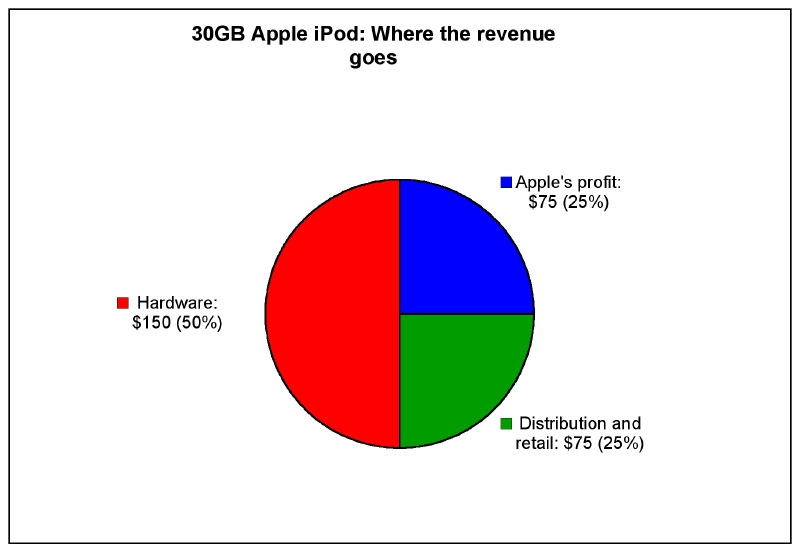 30GB Apple iPod: Where the revenue
goes
Apple's profit:
$75 (25%)
Hardware:
$150 (50%)
Distribution and
retail: $75 (25%)